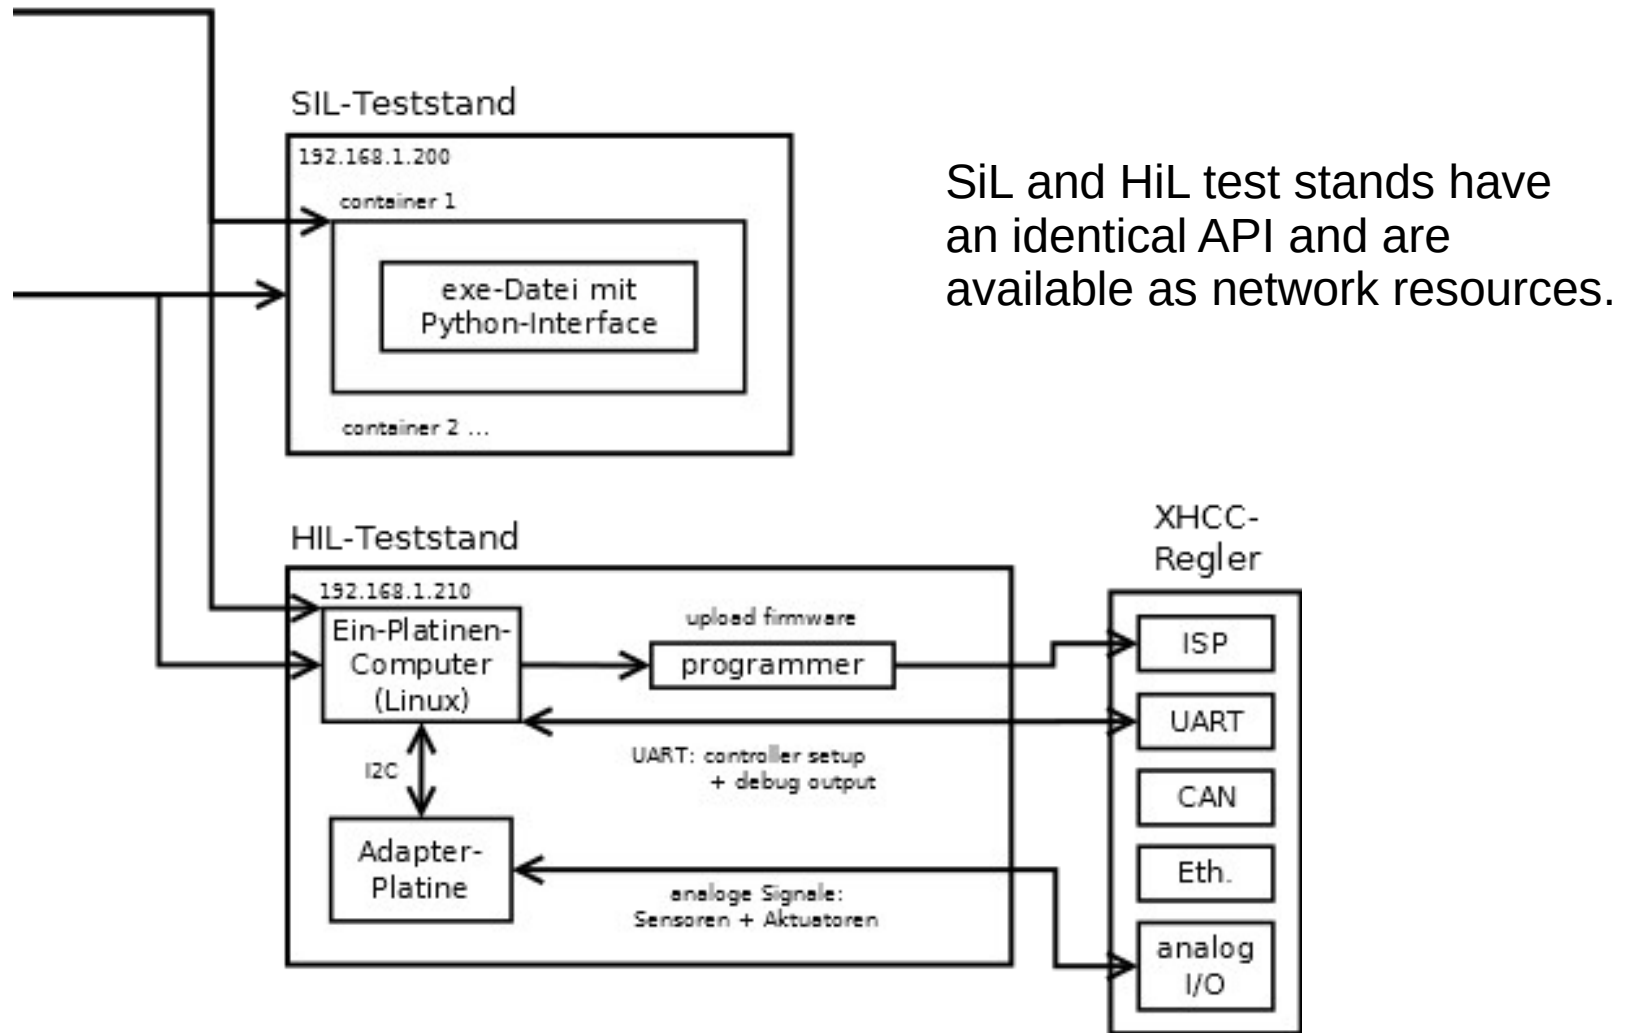 SIL-Teststand
192.168.1.200
container 1
exe-Datei mit
Python-Interface
container 2 ...
SiL and HiL test stands have
an identical API and are
available as network resources.
HIL-Teststand
192.168.1.210
Ein-Platinen-
Computer
(Linux)
upload firmware
programmer
UART: controller setup
+ debug output
I2C
Adapter-
Platine
analoge Signale:
Sensoren + Aktuatoren
XHCC-
Regler
ISP
UART
CAN
Eth.
analog
I/O